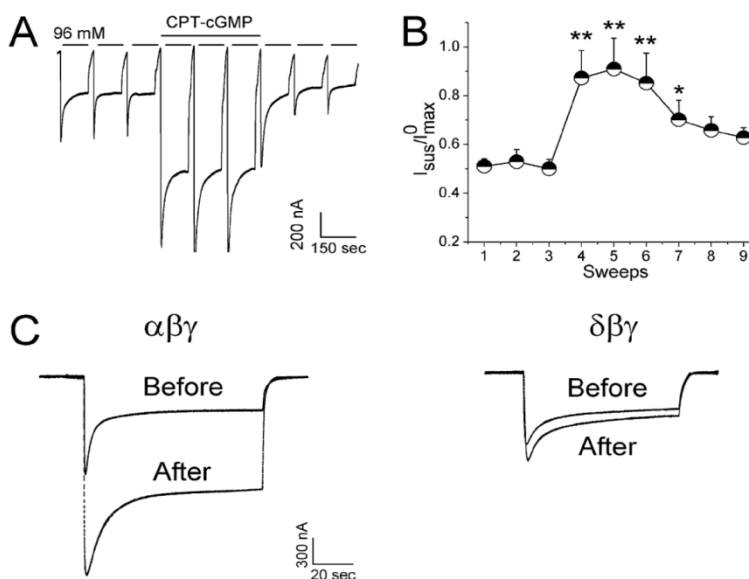 A
96 mM
CPT-cGMP
200 nA
150 sec
B
I_sus/I^0_max
1.0
0.8
0.6
0.4
0.2
** ** ** *
1 2 3 4 5 6 7 8 9
Sweeps
C
αβγ
Before
After
300 nA
20 sec
δβγ
Before
After